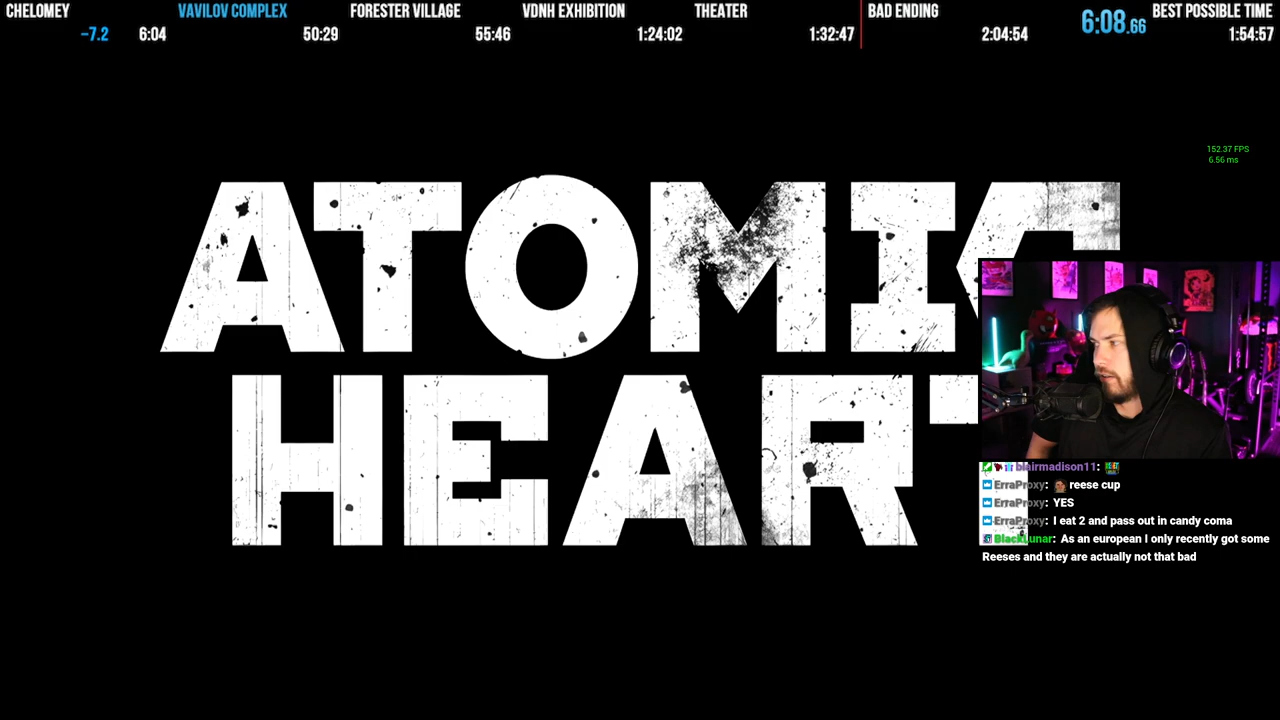 CHELOMEY VAVILOV COMPLEX FORESTER VILLAGE VDNH EXHIBITION THEATER BAD ENDING 6:08.66 BEST POSSIBLE TIME
-7.2 6:04 50:29 55:46 1:24:02 1:32:47 2:04:54 1:54:57
152.37 FPS
6.56 ms
ATOMIC
HEART
blairmadison11:
ErraProxy: reese cup
ErraProxy: YES
ErraProxy: I eat 2 and pass out in candy coma
BlackLunar: As an european I only recently got some
Reeses and they are actually not that bad